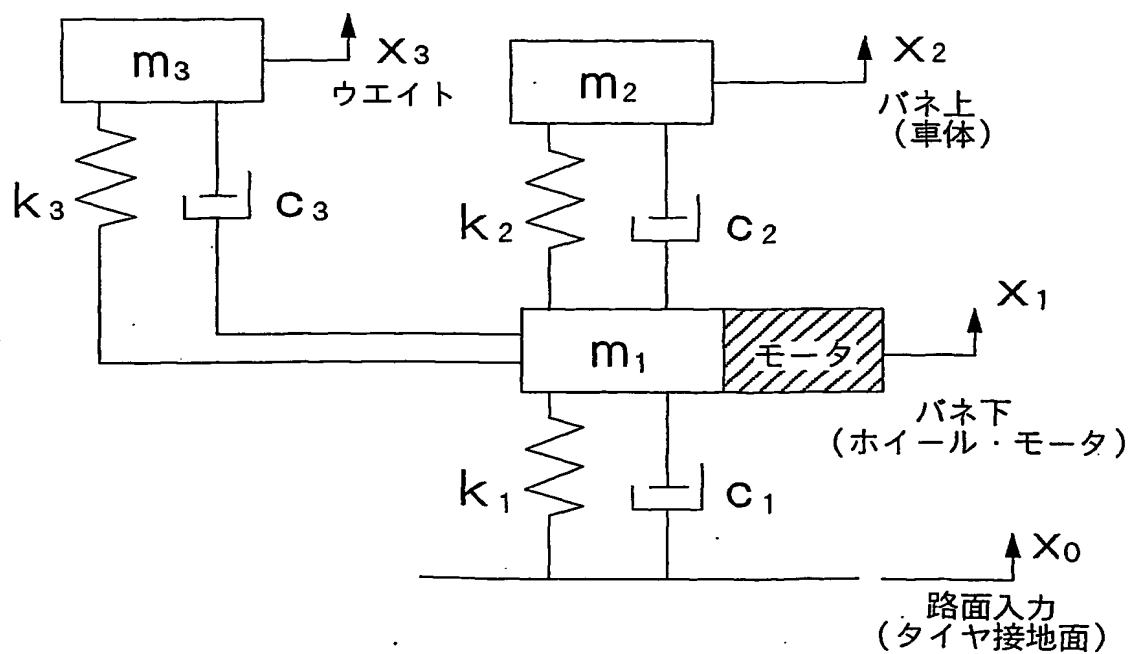 m₃
x₃
ウエイト
m₂
x₂
バネ上
（車体）
k₃
c₃
k₂
c₂
m₁
モータ
x₁
バネ下
（ホイール・モータ）
k₁
c₁
x₀
路面入力
（タイヤ接地面）